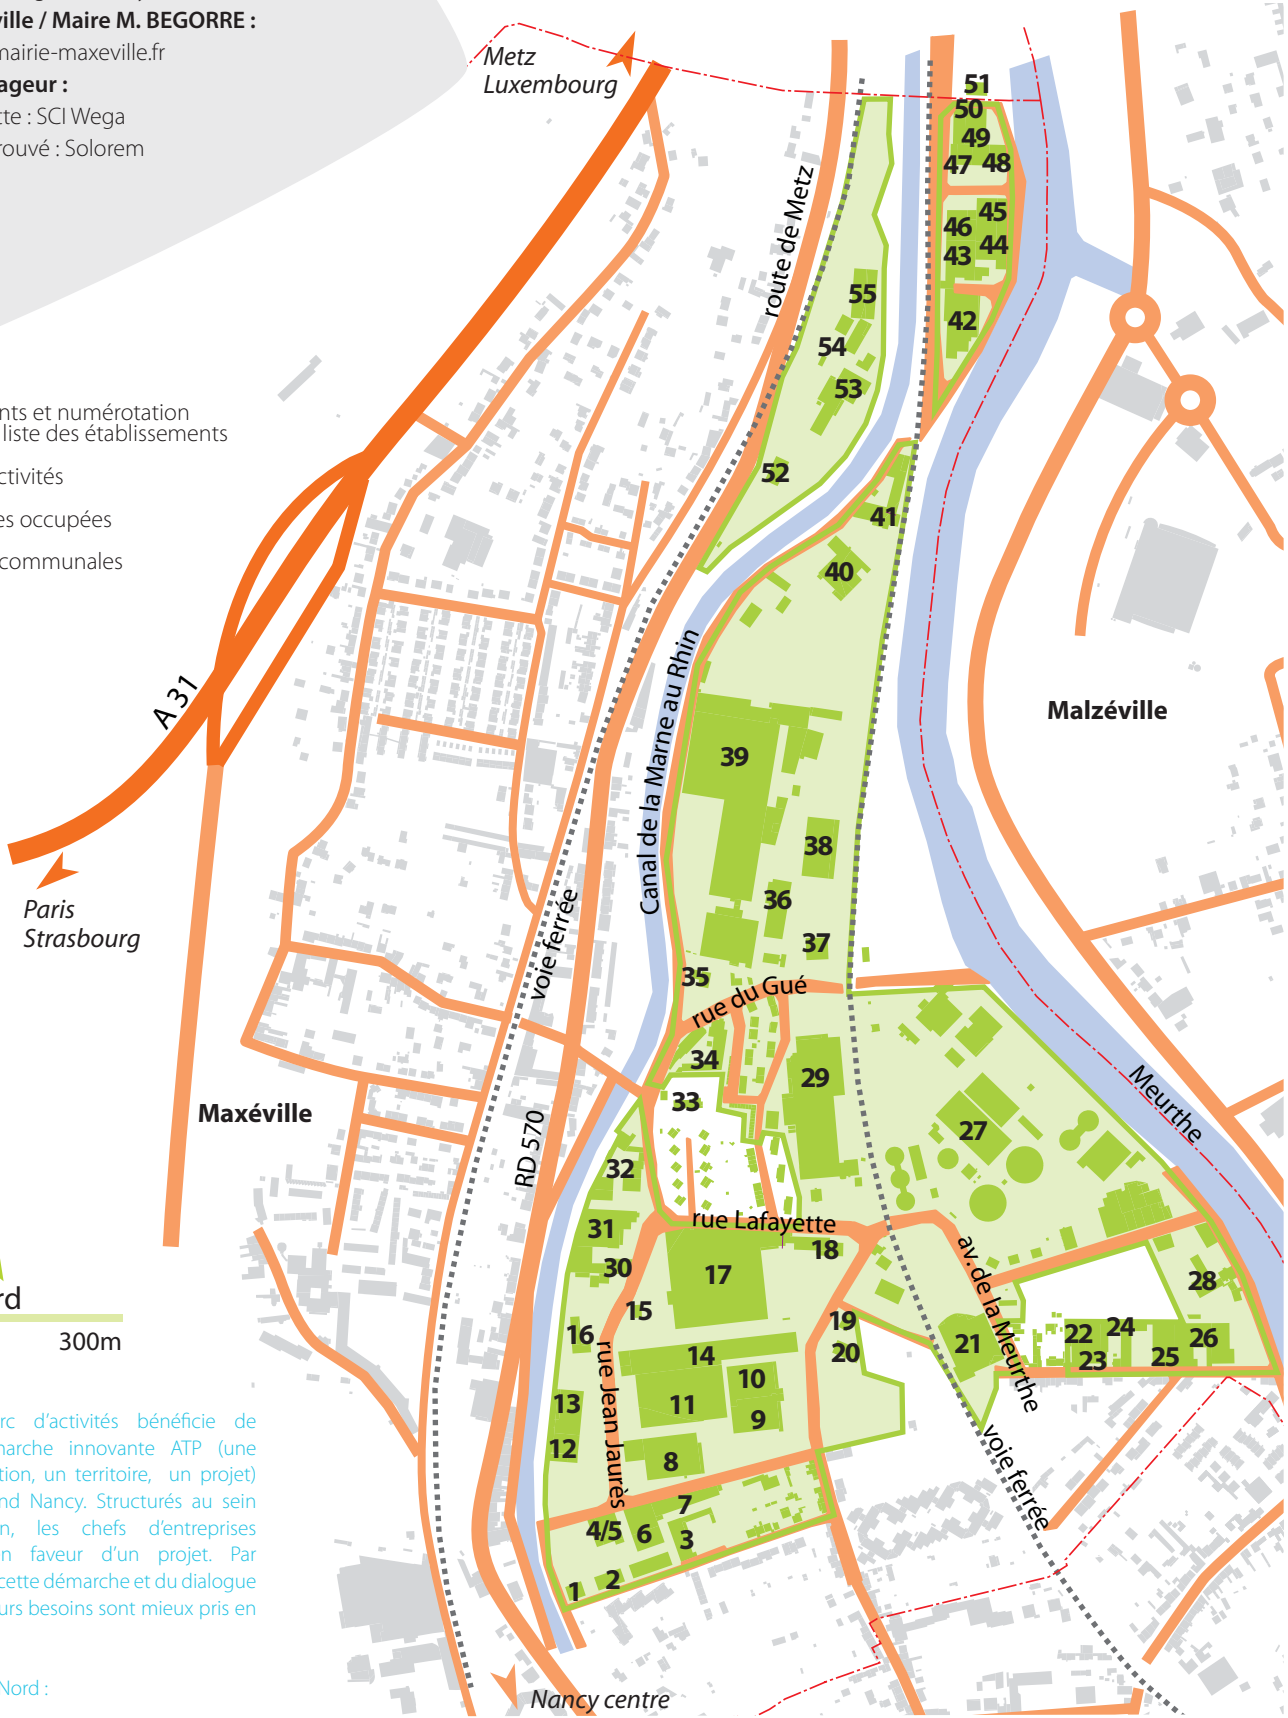 ville / Maire M. BEGORRE :
mairie-maxeville.fr
ageur :
tte : SCI Wega
rouvé : Solorem
nts et numérotation
liste des établissements
ctivités
es occupées
communales
Metz
Luxembourg
route de Metz
A 31
Paris
Strasbourg
Canal de la Marne au Rhin
voie ferrée
RD 570
Maxéville
Malzéville
Meurthe
rue du Gué
rue Lafayette
rue Jean Jaurès
av. de la Meurthe
voie ferrée
Nancy centre
51
50
49
47
48
45
46
44
43
42
55
54
53
52
41
40
39
38
36
37
35
34
33
29
27
32
31
30
18
17
15
16
14
19
20
21
22
24
23
25
26
28
13
12
11
10
9
8
7
4/5
6
3
2
1
rd
300m
rc d'activités bénéficie de
marche innovante ATP (une
tion, un territoire, un projet)
nd Nancy. Structurés au sein
n, les chefs d'entreprises
n faveur d'un projet. Par
cette démarche et du dialogue
urs besoins sont mieux pris en
Nord :